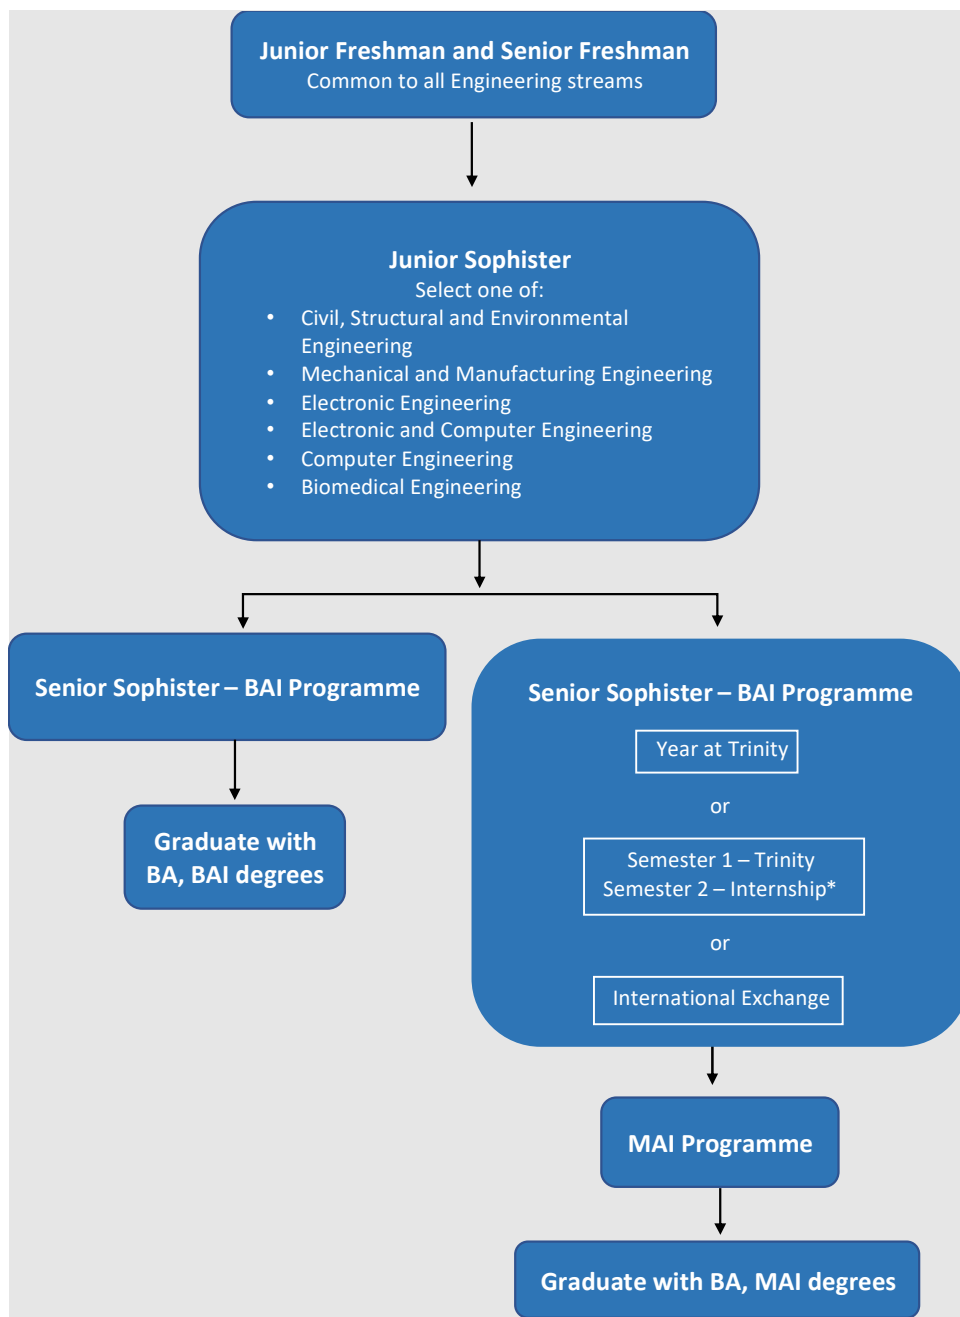 Junior Freshman and Senior Freshman
Common to all Engineering streams
Junior Sophister
Select one of:
• Civil, Structural and Environmental
Engineering
• Mechanical and Manufacturing Engineering
• Electronic Engineering
• Electronic and Computer Engineering
• Computer Engineering
• Biomedical Engineering
Senior Sophister – BAI Programme
Graduate with
BA, BAI degrees
Senior Sophister – BAI Programme
Year at Trinity
or
Semester 1 – Trinity
Semester 2 – Internship*
or
International Exchange
MAI Programme
Graduate with BA, MAI degrees